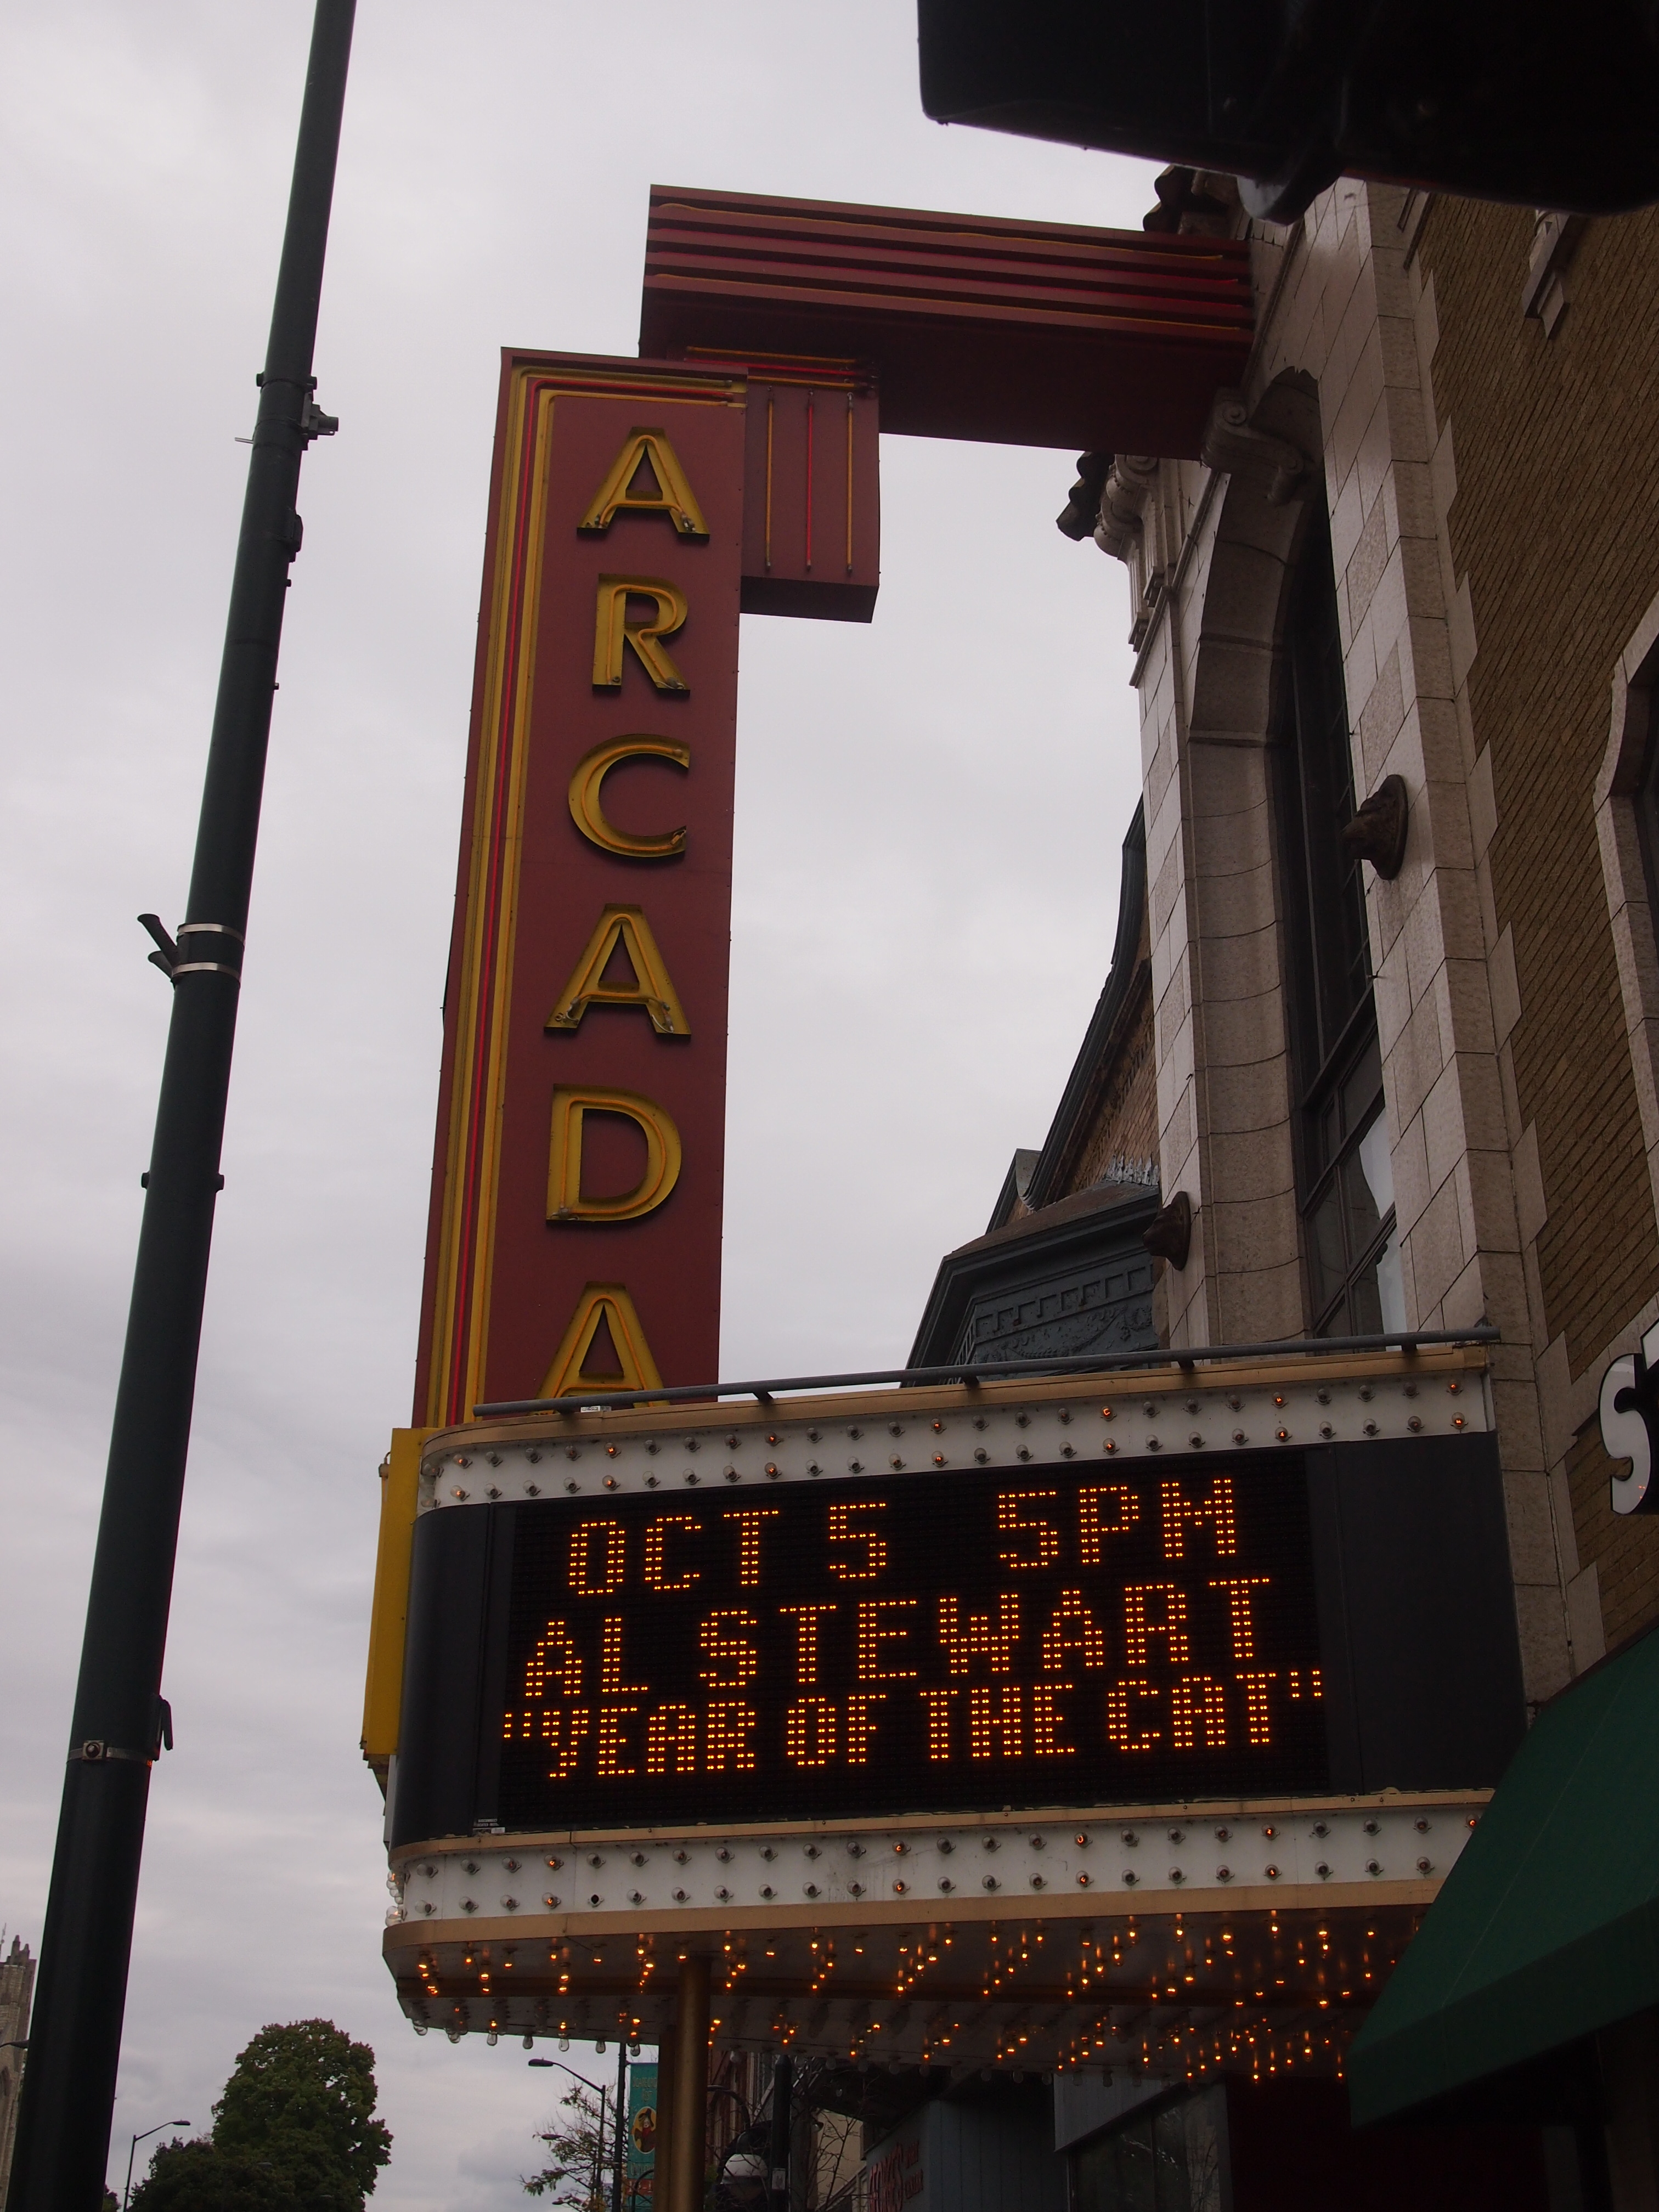 ARCADA
OCT 5 5PM
AL STEWART
"YEAR OF THE CAT"
S